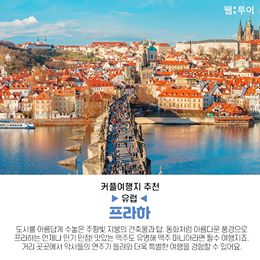 웹투어
커플여행지 추천
▶ 유럽 ◀
프라하
도시를 아름답게 수놓은 주황빛 지붕의 건축물과 탑, 동화처럼 아름다운 풍경으로
프라하는 언제나 인기 만점! 맛있는 맥주도 유명해 맥주 마니아라면 필수 여행지죠.
거리 곳곳에서 악사들의 연주가 들려와 더욱 특별한 여행을 경험할 수 있어요.